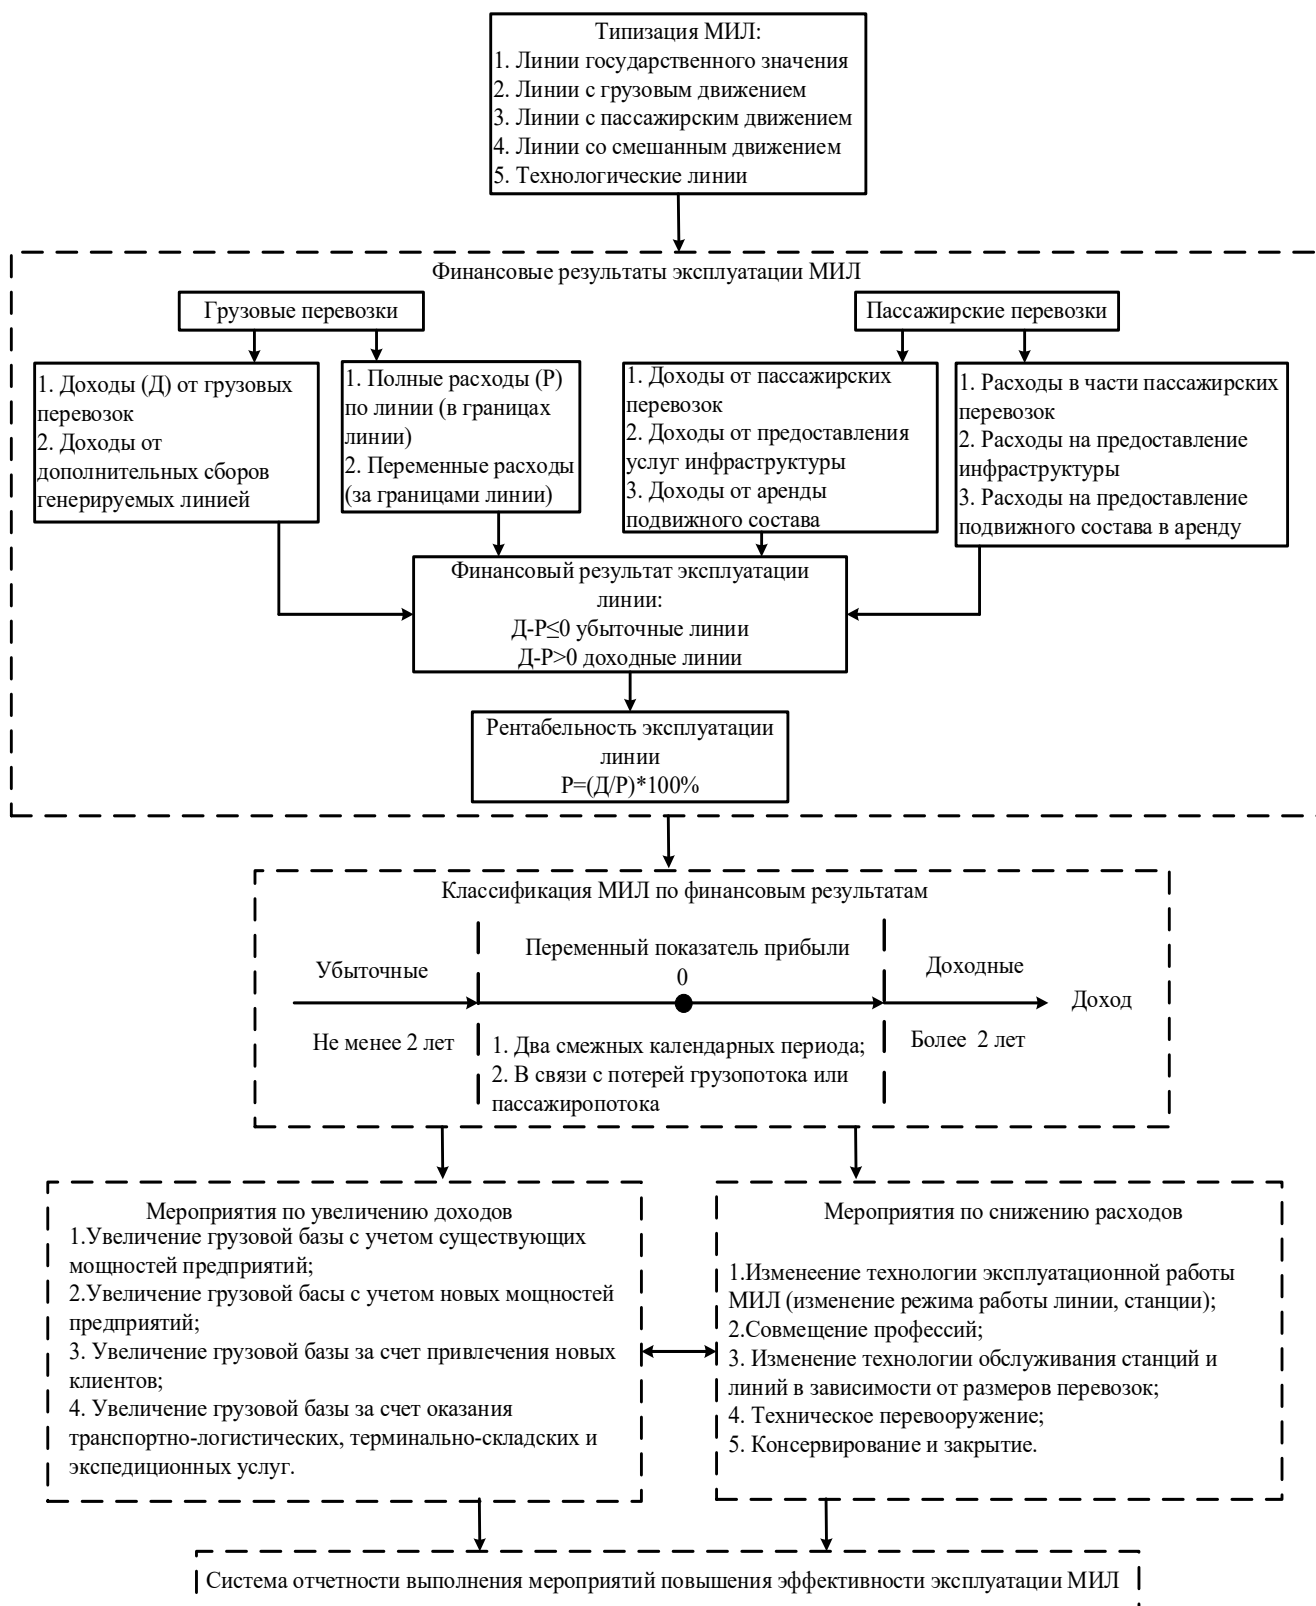 Типизация МИЛ:
1. Линии государственного значения
2. Линии с грузовым движением
3. Линии с пассажирским движением
4. Линии со смешанным движением
5. Технологические линии
Финансовые результаты эксплуатации МИЛ
Грузовые перевозки
Пассажирские перевозки
1. Доходы (Д) от грузовых
перевозок
2. Доходы от
дополнительных сборов
генерируемых линией
1. Полные расходы (Р)
по линии (в границах
линии)
2. Переменные расходы
(за границами линии)
1. Доходы от пассажирских
перевозок
2. Доходы от предоставления
услуг инфраструктуры
3. Доходы от аренды
подвижного состава
1. Расходы в части пассажирских
перевозок
2. Расходы на предоставление
инфраструктуры
3. Расходы на предоставление
подвижного состава в аренду
Финансовый результат эксплуатации
линии:
Д-Р≤0 убыточные линии
Д-Р>0 доходные линии
Рентабельность эксплуатации
линии
Р=(Д/Р)*100%
Классификация МИЛ по финансовым результатам
Убыточные
Переменный показатель прибыли
0
Доходные
Доход
Не менее 2 лет
1. Два смежных календарных периода;
2. В связи с потерей грузопотока или
пассажиропотока
Более 2 лет
Мероприятия по увеличению доходов
1.Увеличение грузовой базы с учетом существующих
мощностей предприятий;
2.Увеличение грузовой басы с учетом новых мощностей
предприятий;
3. Увеличение грузовой базы за счет привлечения новых
клиентов;
4. Увеличение грузовой базы за счет оказания
транспортно-логистических, терминально-складских и
экспедиционных услуг.
Мероприятия по снижению расходов
1.Изменеение технологии эксплуатационной работы
МИЛ (изменение режима работы линии, станции);
2.Совмещение профессий;
3. Изменение технологии обслуживания станций и
линий в зависимости от размеров перевозок;
4. Техническое перевооружение;
5. Консервирование и закрытие.
Система отчетности выполнения мероприятий повышения эффективности эксплуатации МИЛ